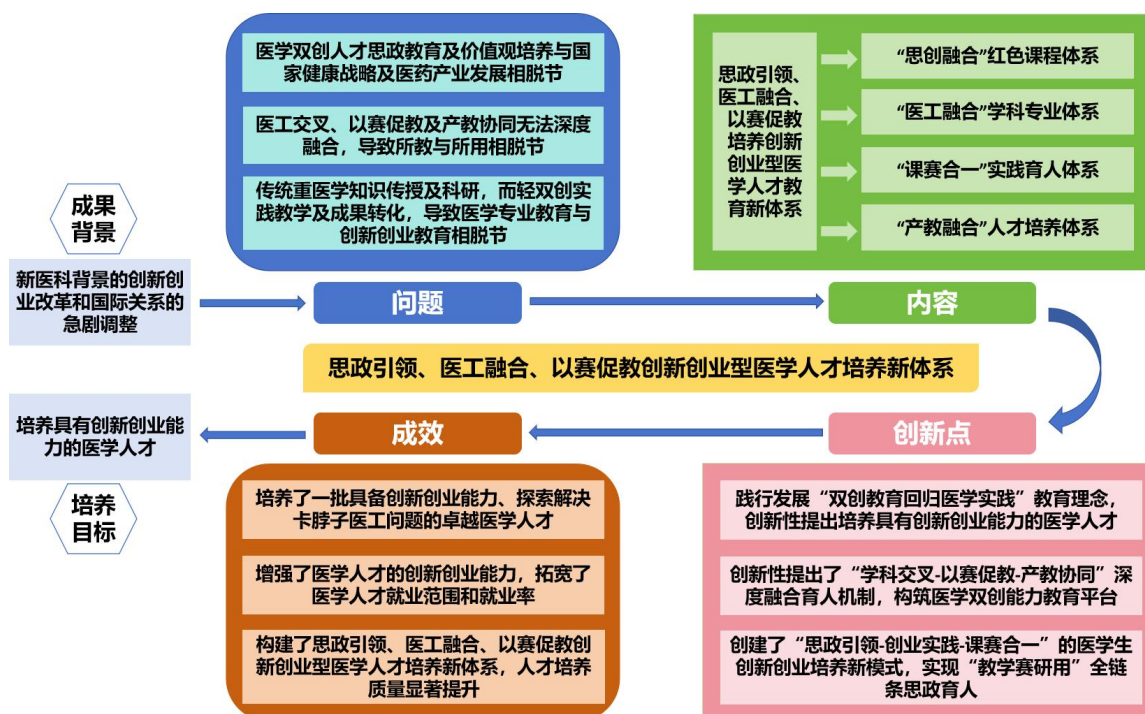 成果
背景
新医科背景的创新创
业改革和国际关系的
急剧调整
医学双创人才思政教育及价值观培养与国
家健康战略及医药产业发展相脱节
医工交叉、以赛促教及产教协同无法深度
融合，导致所教与所用相脱节
传统重医学知识传授及科研，而轻双创实
践教学及成果转化，导致医学专业教育与
创新创业教育相脱节
问题
思政引领、
医工融合、
以赛促教
培养创新
创业型医
学人才教
育新体系
“思创融合”红色课程体系
“医工融合”学科专业体系
“课赛合一”实践育人体系
“产教融合”人才培养体系
内容
思政引领、医工融合、以赛促教创新创业型医学人才培养新体系
创新点
践行发展“双创教育回归医学实践”教育理念，
创新性提出培养具有创新创业能力的医学人才
创新性提出了“学科交叉-以赛促教-产教协同”深
度融合育人机制，构筑医学双创能力教育平台
创建了“思政引领-创业实践-课赛合一”的医学生
创新创业培养新模式，实现“教学赛研用”全链
条思政育人
成效
培养了一批具备创新创业能力、探索解决
卡脖子医工问题的卓越医学人才
增强了医学人才的创新创业能力，拓宽了
医学人才就业范围和就业率
构建了思政引领、医工融合、以赛促教创
新创业型医学人才培养新体系，人才培养
质量显著提升
培养具有创新创业能
力的医学人才
培养
目标